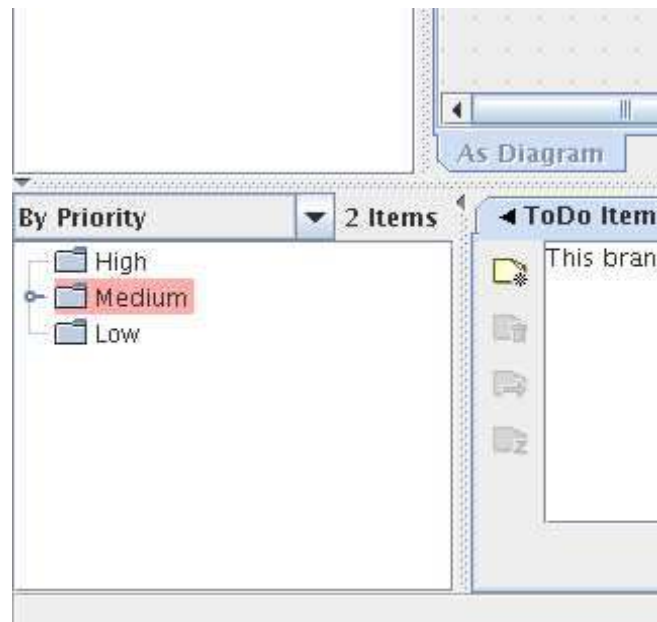 As Diagram
By Priority 2 Items ToDo Item
High This bran
Medium
Low